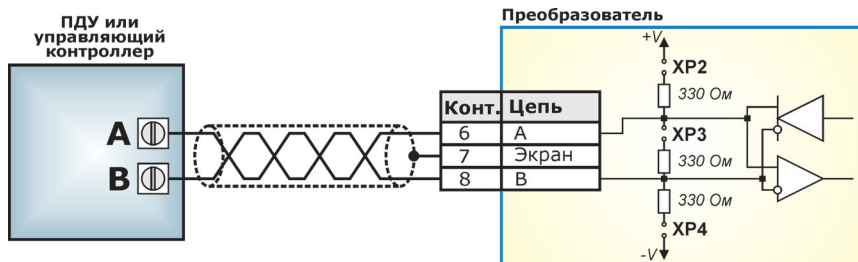 ПДУ или
управляющий
контроллер
A
B
Конт. Цепь
6 A
7 Экран
8 B
Преобразователь
+V
XP2
330 Ом
XP3
330 Ом
330 Ом
XP4
-V